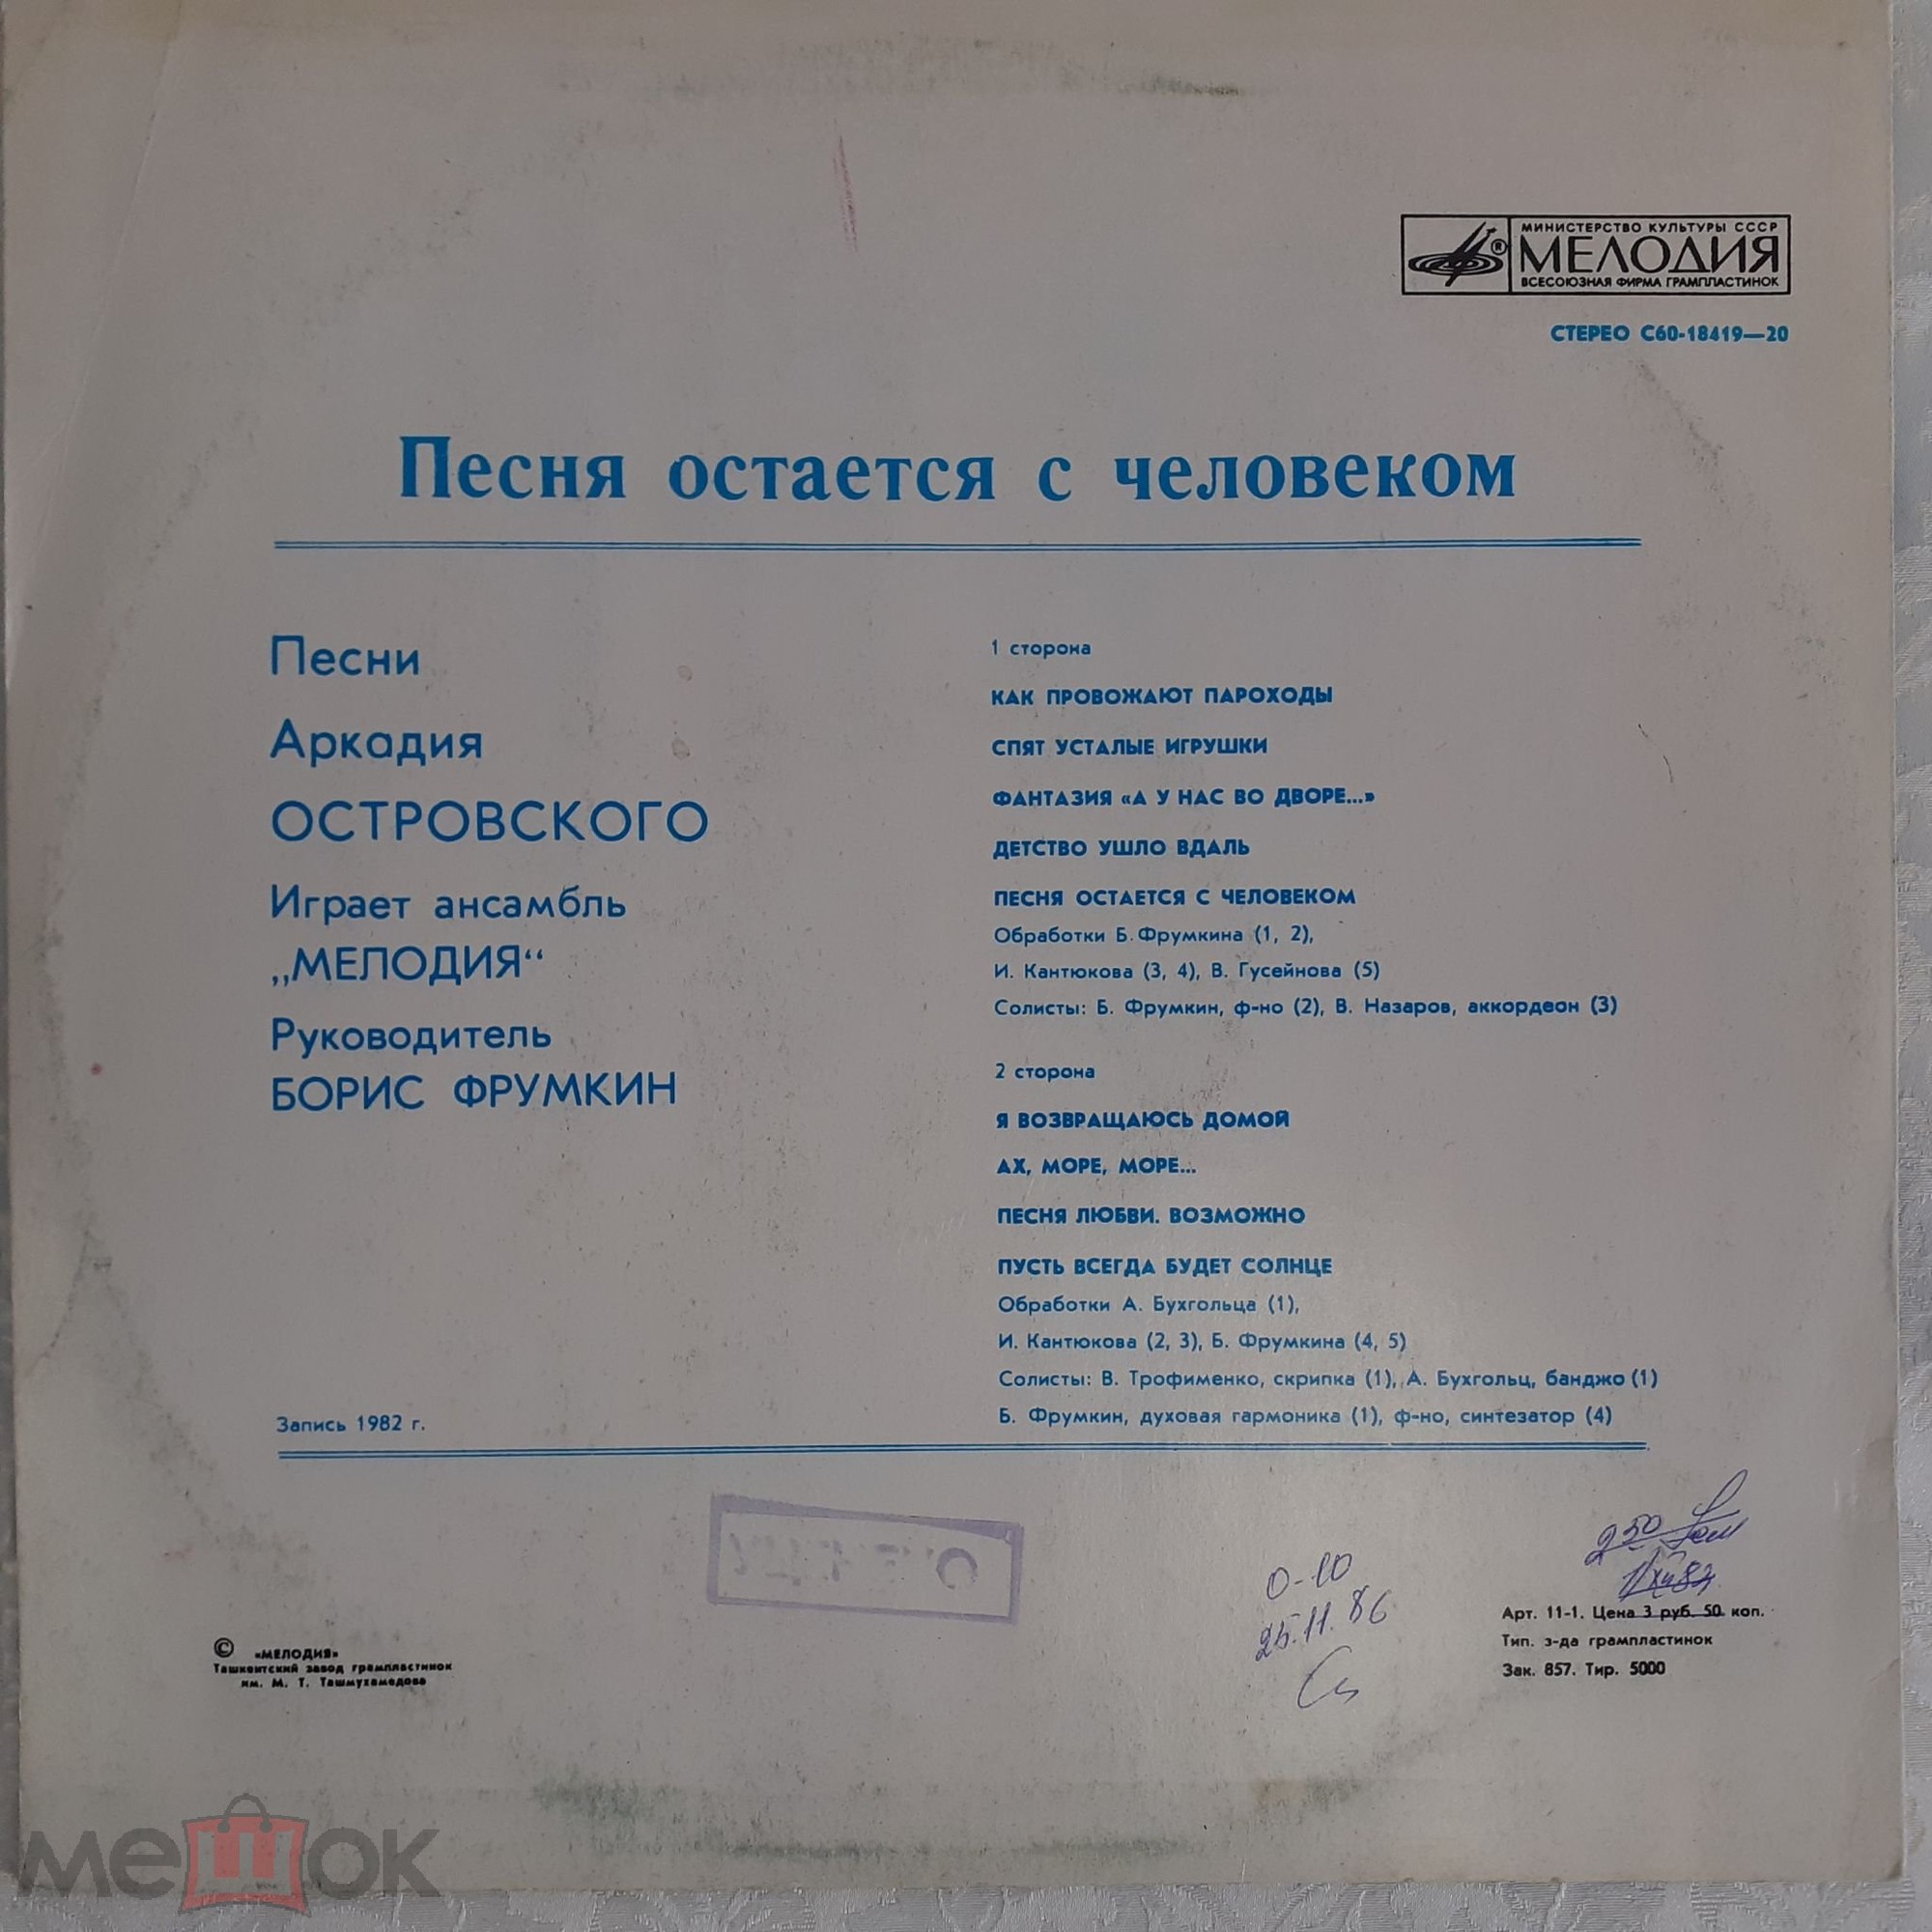 МИНИСТЕРСТВО КУЛЬТУРЫ СССР
МЕЛОДИЯ
ВСЕСОЮЗНАЯ ФИРМА ГРАМПЛАСТИНОК
СТЕРЕО С60-18419—20
Песня остается с человеком
Песни
Аркадия
ОСТРОВСКОГО
Играет ансамбль
„МЕЛОДИЯ“
Руководитель
БОРИС ФРУМКИН
Запись 1982 г.
1 сторона
КАК ПРОВОЖАЮТ ПАРОХОДЫ
СПЯТ УСТАЛЫЕ ИГРУШКИ
ФАНТАЗИЯ «А У НАС ВО ДВОРЕ...»
ДЕТСТВО УШЛО ВДАЛЬ
ПЕСНЯ ОСТАЕТСЯ С ЧЕЛОВЕКОМ
Обработки Б. Фрумкина (1, 2),
И. Кантюкова (3, 4), В. Гусейнова (5)
Солисты: Б. Фрумкин, ф-но (2), В. Назаров, аккордеон (3)
2 сторона
Я ВОЗВРАЩАЮСЬ ДОМОЙ
АХ, МОРЕ, МОРЕ...
ПЕСНЯ ЛЮБВИ. ВОЗМОЖНО
ПУСТЬ ВСЕГДА БУДЕТ СОЛНЦЕ
Обработки А. Бухгольца (1),
И. Кантюкова (2, 3), Б. Фрумкина (4, 5)
Солисты: В. Трофименко, скрипка (1), А. Бухгольц, банджо (1)
Б. Фрумкин, духовая гармоника (1), ф-но, синтезатор (4)
© «МЕЛОДИЯ»
Ташкентский завод грампластинок
им. М. Т. Ташмухамедова
0-10
25.11.86
250
Арт. 11-1. Цена 3 руб. 50 коп.
Тип. з-да грампластинок
Зак. 857. Тир. 5000
мешок